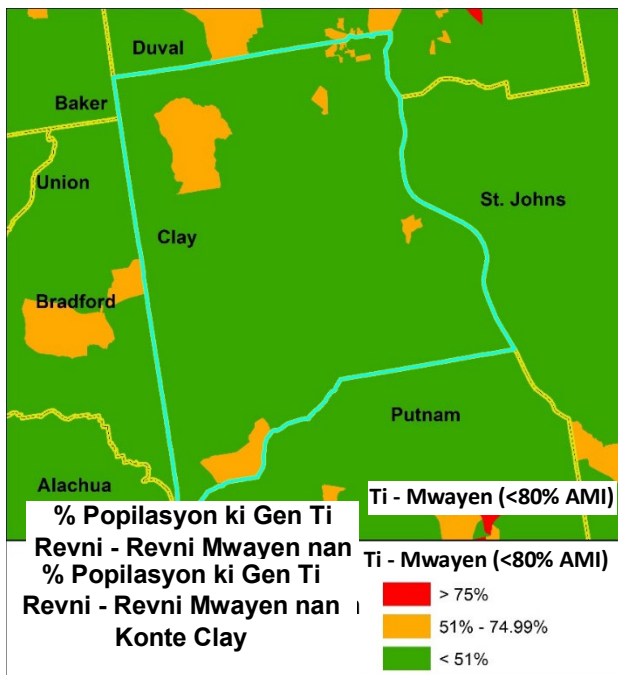 Duval
Baker
Union
St. Johns
Clay
Bradford
Putnam
Alachua
Ti - Mwayen (<80% AMI)
% Popilasyon ki Gen Ti
Revni - Revni Mwayen nan
Ti - Mwayen (<80% AMI)
% Popilasyon ki Gen Ti
Revni - Revni Mwayen nan
Konte Clay
> 75%
51% - 74.99%
< 51%